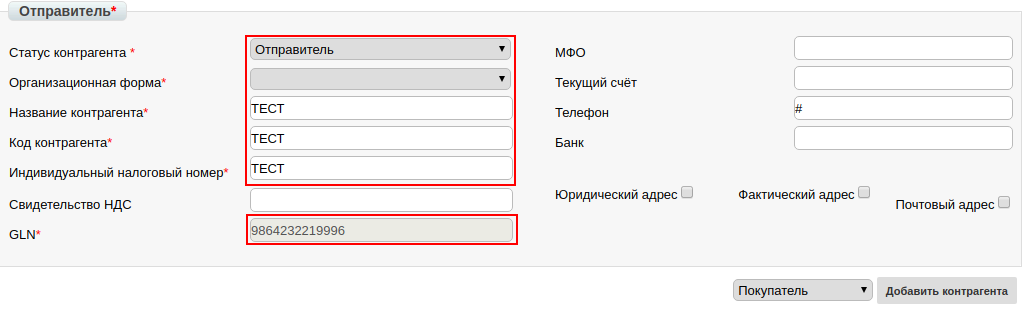 Отправитель*
Статус контрагента * Отправитель МФО
Организационная форма* Текущий счёт
Название контрагента* ТЕСТ Телефон #
Код контрагента* ТЕСТ Банк
Индивидуальный налоговый номер* ТЕСТ
Юридический адрес Фактический адрес Почтовый адрес
Свидетельство НДС
GLN* 9864232219996
Покупатель Добавить контрагента